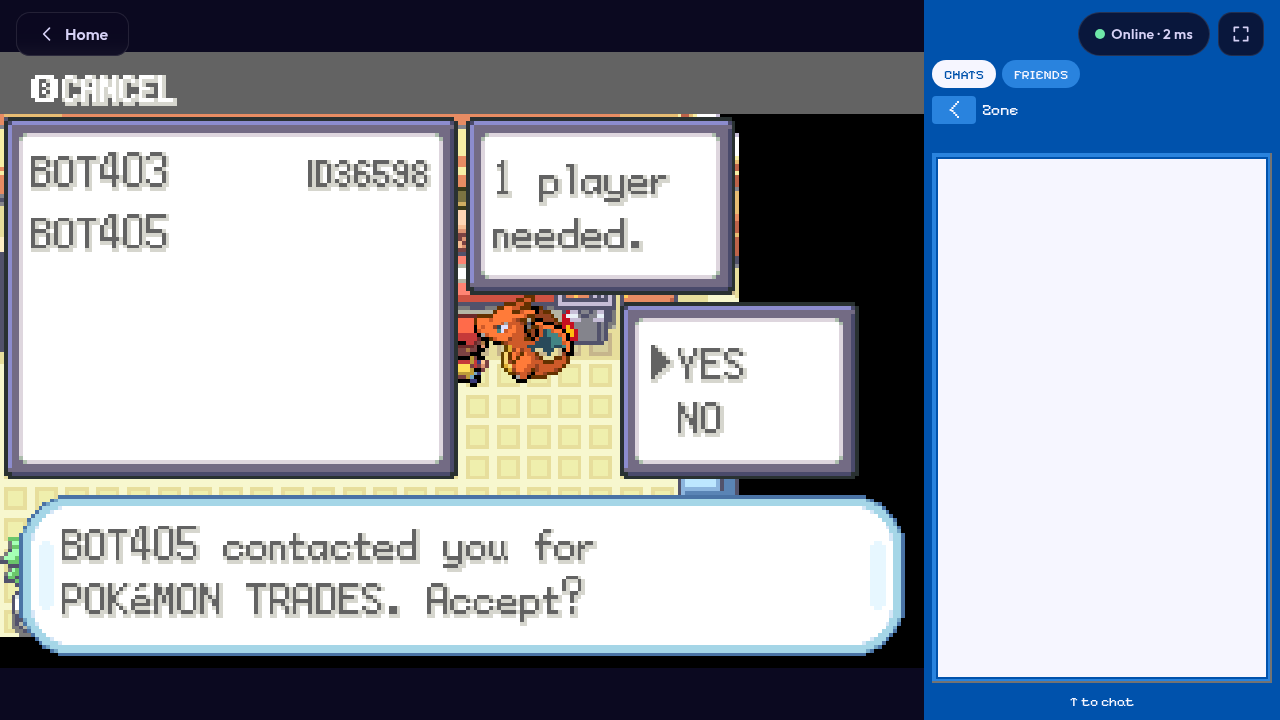 Home
Online · 2 ms
B CANCEL
CHATS
FRIENDS
Zone
BOT403 ID36598
BOT405
1 player
needed.
YES
NO
BOT405 contacted you for
POKéMON TRADES. Accept?
↑ to chat